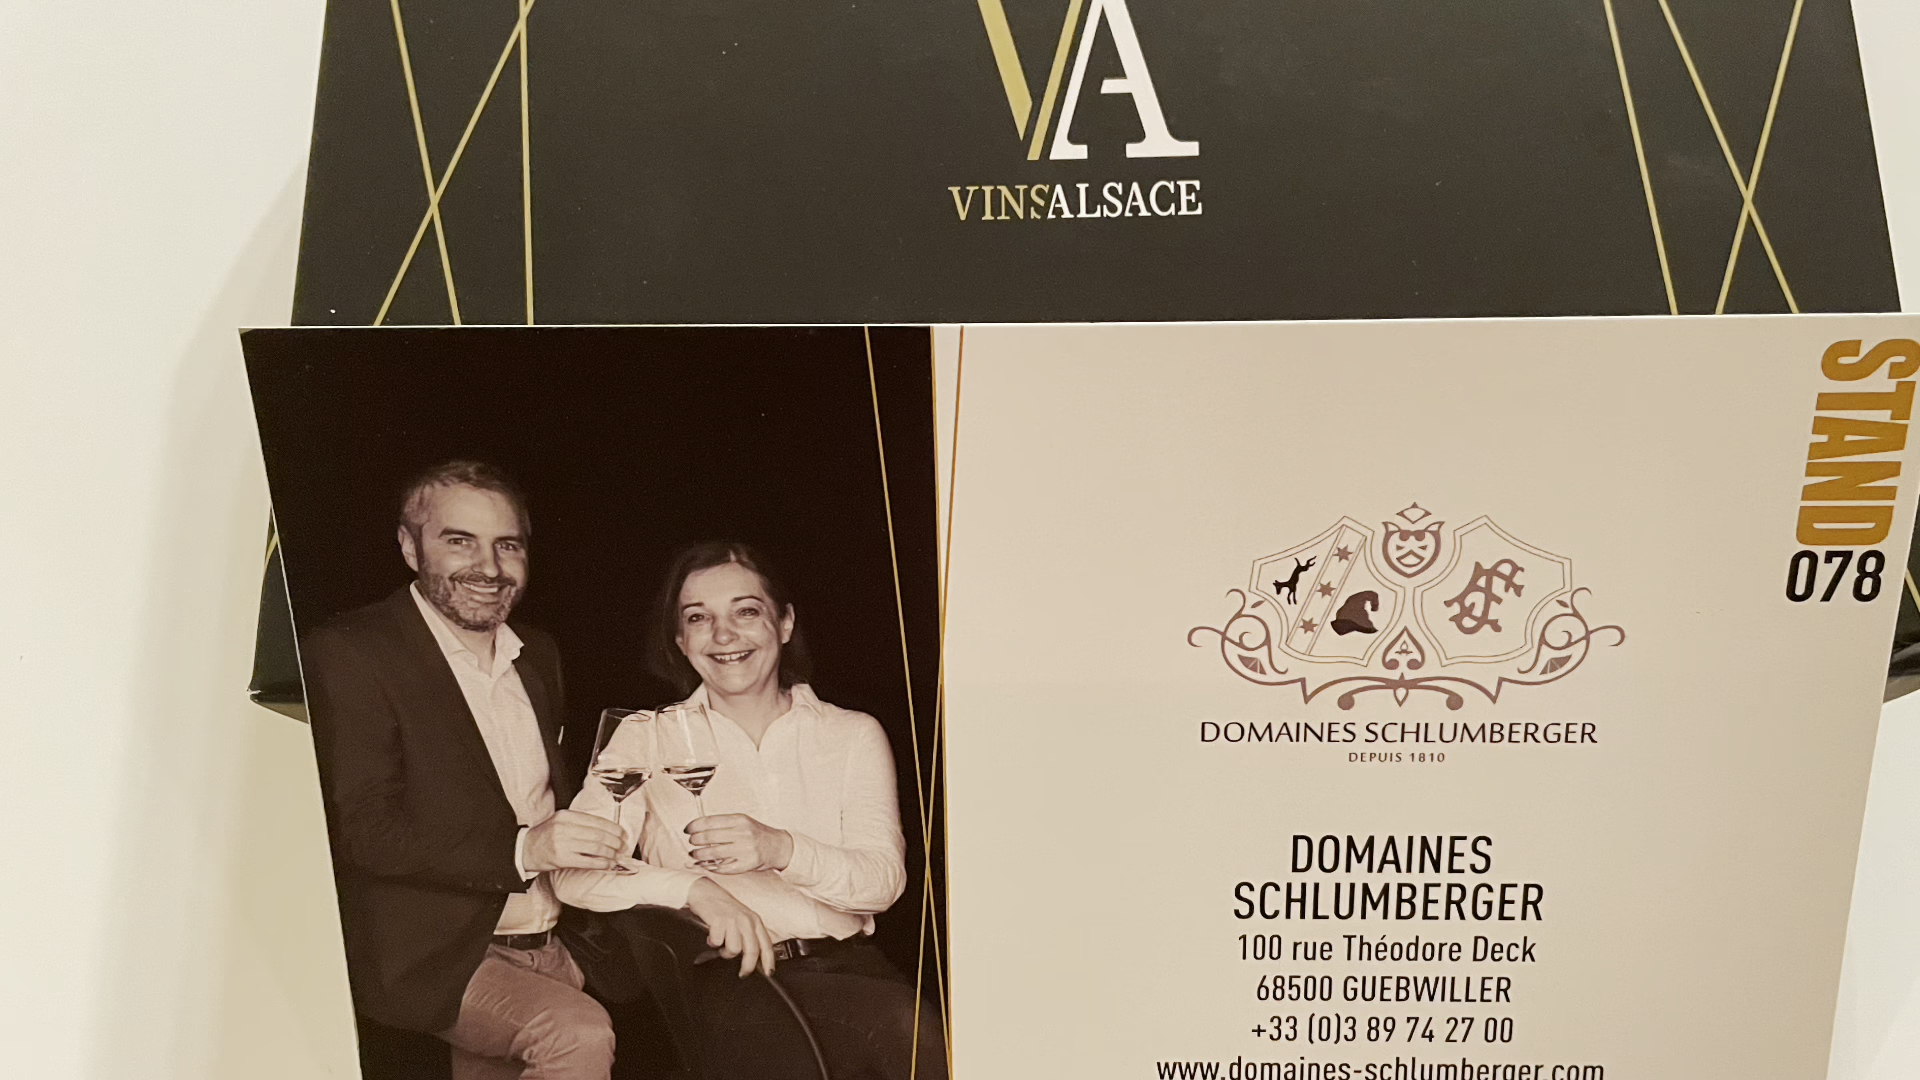 VA
VINSALSACE
STAND
078
DOMAINES SCHLUMBERGER
DEPUIS 1810
DOMAINES
SCHLUMBERGER
100 rue Théodore Deck
68500 GUEBWILLER
+33 (0)3 89 74 27 00
www.domaines-schlumberger.com